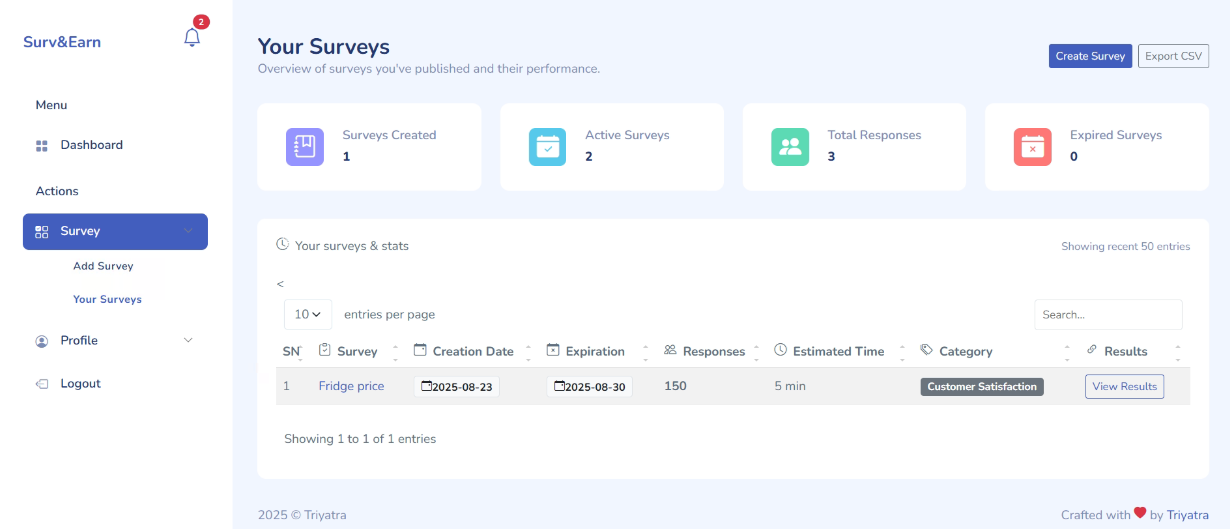 2
Surv&Earn
Your Surveys
Overview of surveys you've published and their performance.
Create Survey
Export CSV
Menu
Dashboard
Actions
Survey
Add Survey
Your Surveys
Profile
Logout
Surveys Created
1
Active Surveys
2
Total Responses
3
Expired Surveys
0
Your surveys & stats
Showing recent 50 entries
<
10 entries per page
Search...
SN Survey Creation Date Expiration Responses Estimated Time Category Results
1 Fridge price 2025-08-23 2025-08-30 150 5 min Customer Satisfaction View Results
Showing 1 to 1 of 1 entries
2025 © Triyatra
Crafted with ❤ by Triyatra